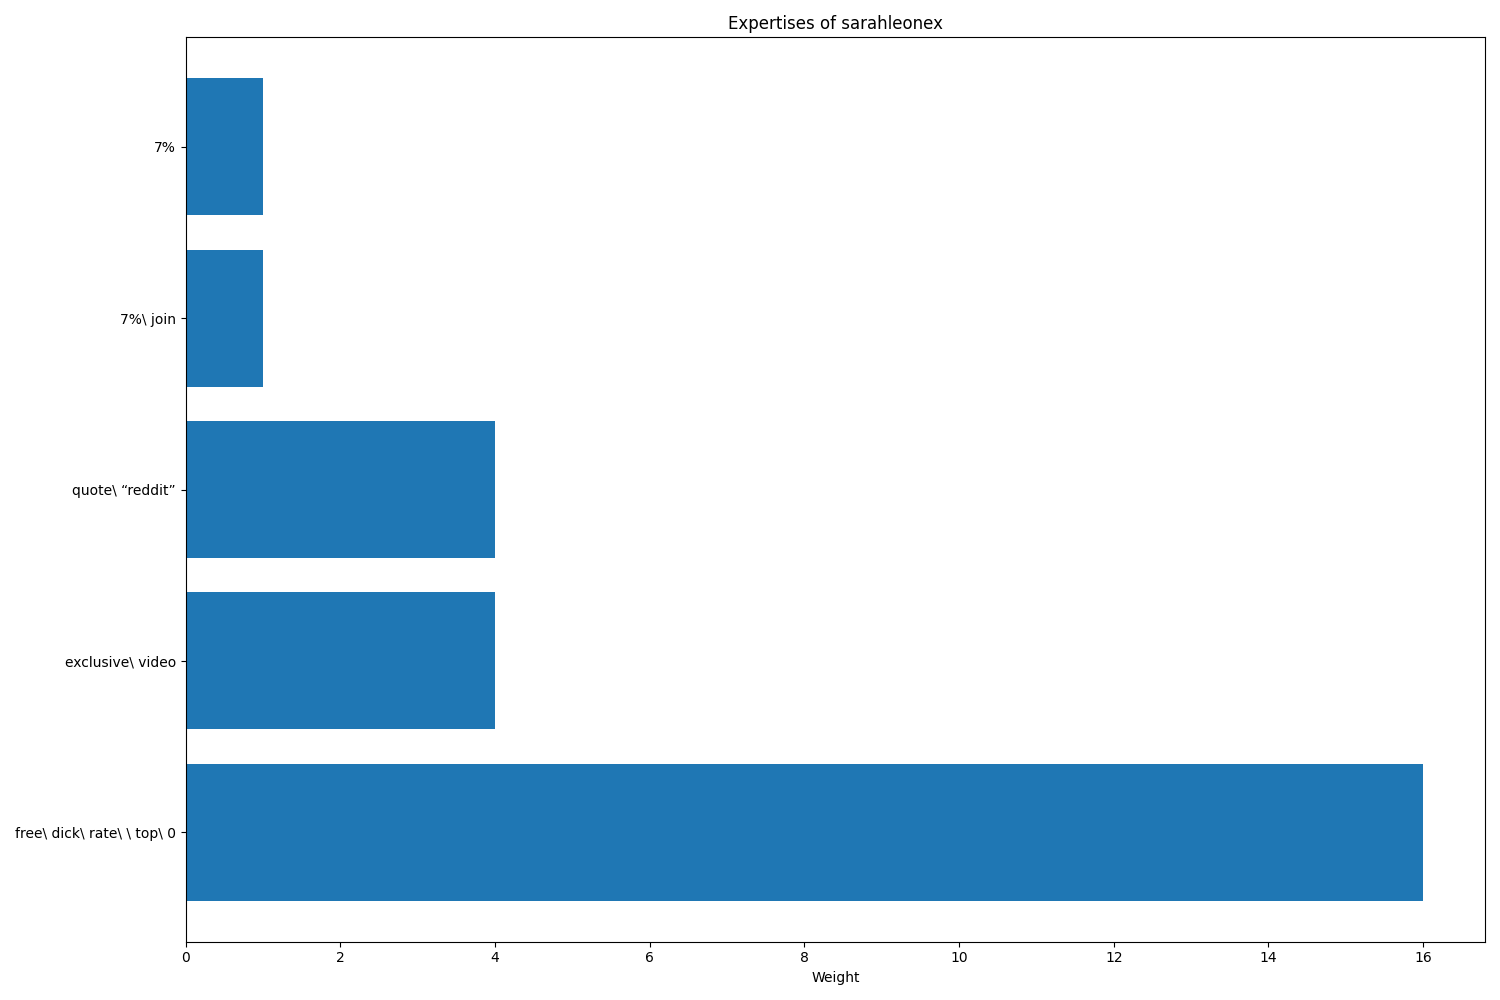 Expertises of sarahleonex
7%
7%\ join
quote\ “reddit”
exclusive\ video
free\ dick\ rate\ \ top\ 0
0 2 4 6 8 10 12 14 16
Weight